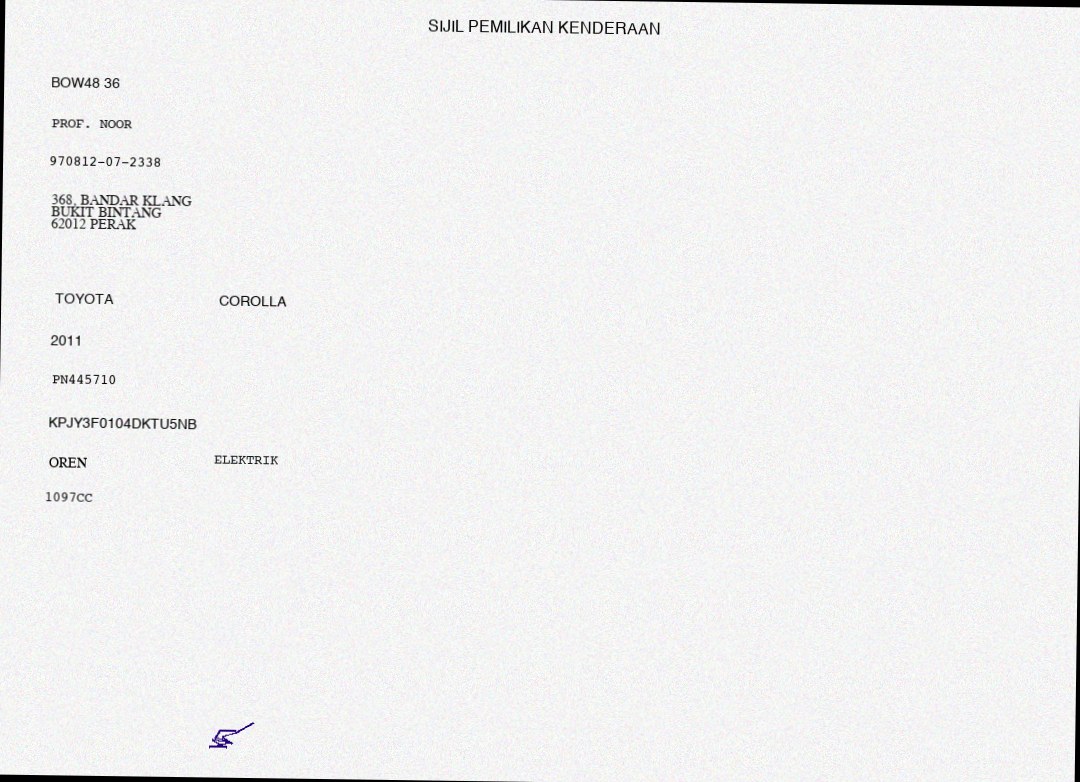 SIJIL PEMILIKAN KENDERAAN
BOW48 36
PROF. NOOR
970812-07-2338
368, BANDAR KLANG
BUKIT BINTANG
62012 PERAK
TOYOTA COROLLA
2011
PN445710
KPJY3F0104DKTU5NB
OREN ELEKTRIK
1097CC